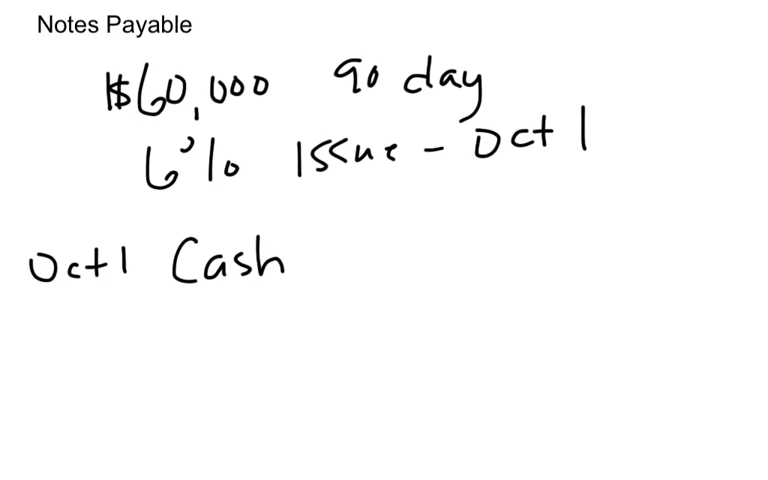 Notes Payable
$60,000 90 day
6% Issue - Oct 1
Oct 1 Cash